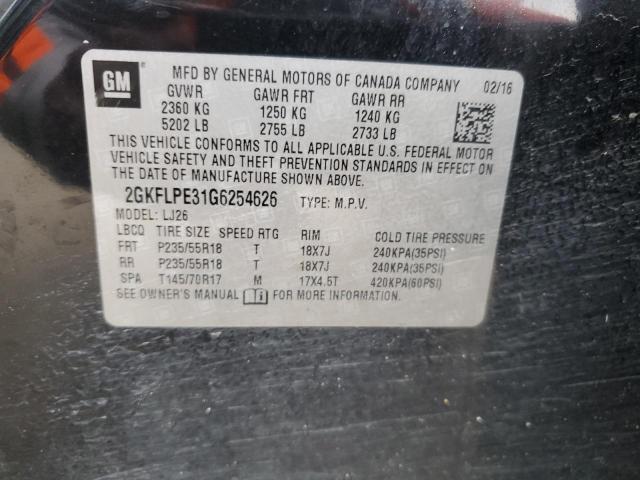 GM MFD BY GENERAL MOTORS OF CANADA COMPANY 02/16
GVWR GAWR FRT GAWR RR
2360 KG 1250 KG 1240 KG
5202 LB 2755 LB 2733 LB
THIS VEHICLE CONFORMS TO ALL APPLICABLE U.S. FEDERAL MOTOR
VEHICLE SAFETY AND THEFT PREVENTION STANDARDS IN EFFECT ON
THE DATE OF MANUFACTURE SHOWN ABOVE.
2GKFLPE31G6254626 TYPE: M.P.V.
MODEL: LJ26
LBCQ TIRE SIZE SPEED RTG RIM COLD TIRE PRESSURE
FRT P235/55R18 T 18X7J 240KPA(35PSI)
RR P235/55R18 T 18X7J 240KPA(35PSI)
SPA T145/70R17 M 17X4.5T 420KPA(60PSI)
SEE OWNER'S MANUAL FOR MORE INFORMATION.